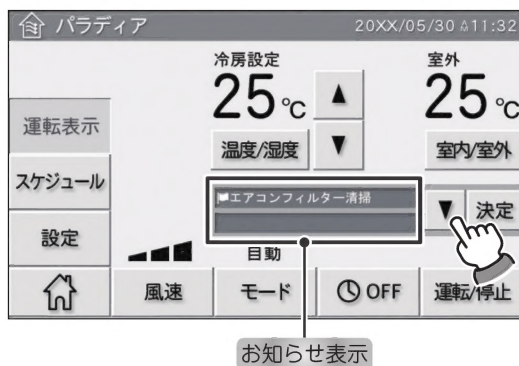 パラディア 20XX/05/30 11:32
冷房設定 室外
25℃ ▲ 25℃
運転表示
温度/湿度 ▼ 室内/室外
スケジュール
エアコンフィルター清掃
▼ 決定
設定
自動
風速 モード OFF 運転/停止
お知らせ表示